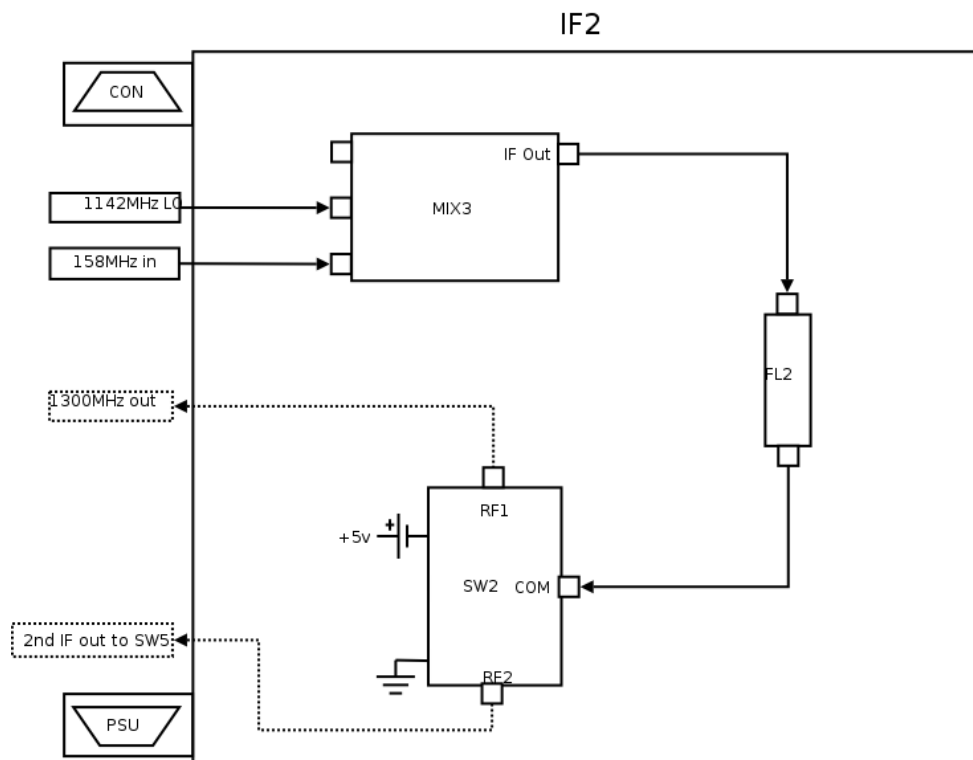 IF2
CON
IF Out
1142MHz LO
MIX3
158MHz in
FL2
1300MHz out
RF1
+
+5v
SW2
COM
2nd IF out to SW5
RF2
PSU